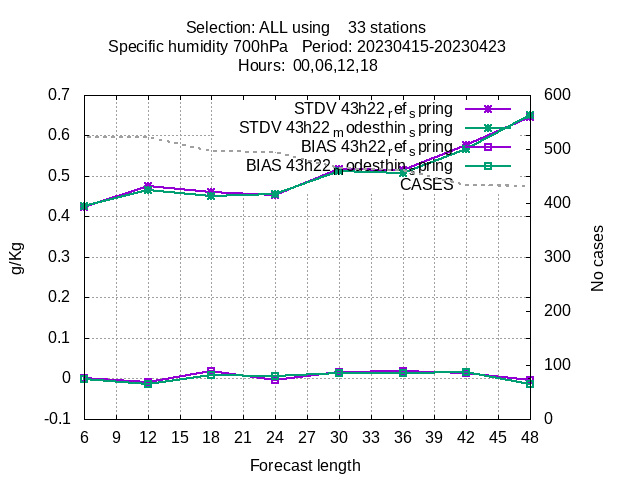 Selection: ALL using 33 stations
Specific humidity 700hPa Period: 20230415-20230423
Hours: 00,06,12,18
STDV 43h22_ref_spring
STDV 43h22_modesthin_spring
BIAS 43h22_ref_spring
BIAS 43h22_modesthin_spring
CASES
0.7
0.6
0.5
0.4
0.3
0.2
0.1
0
-0.1
g/Kg
600
500
400
300
200
100
0
No cases
6 9 12 15 18 21 24 27 30 33 36 39 42 45 48
Forecast length